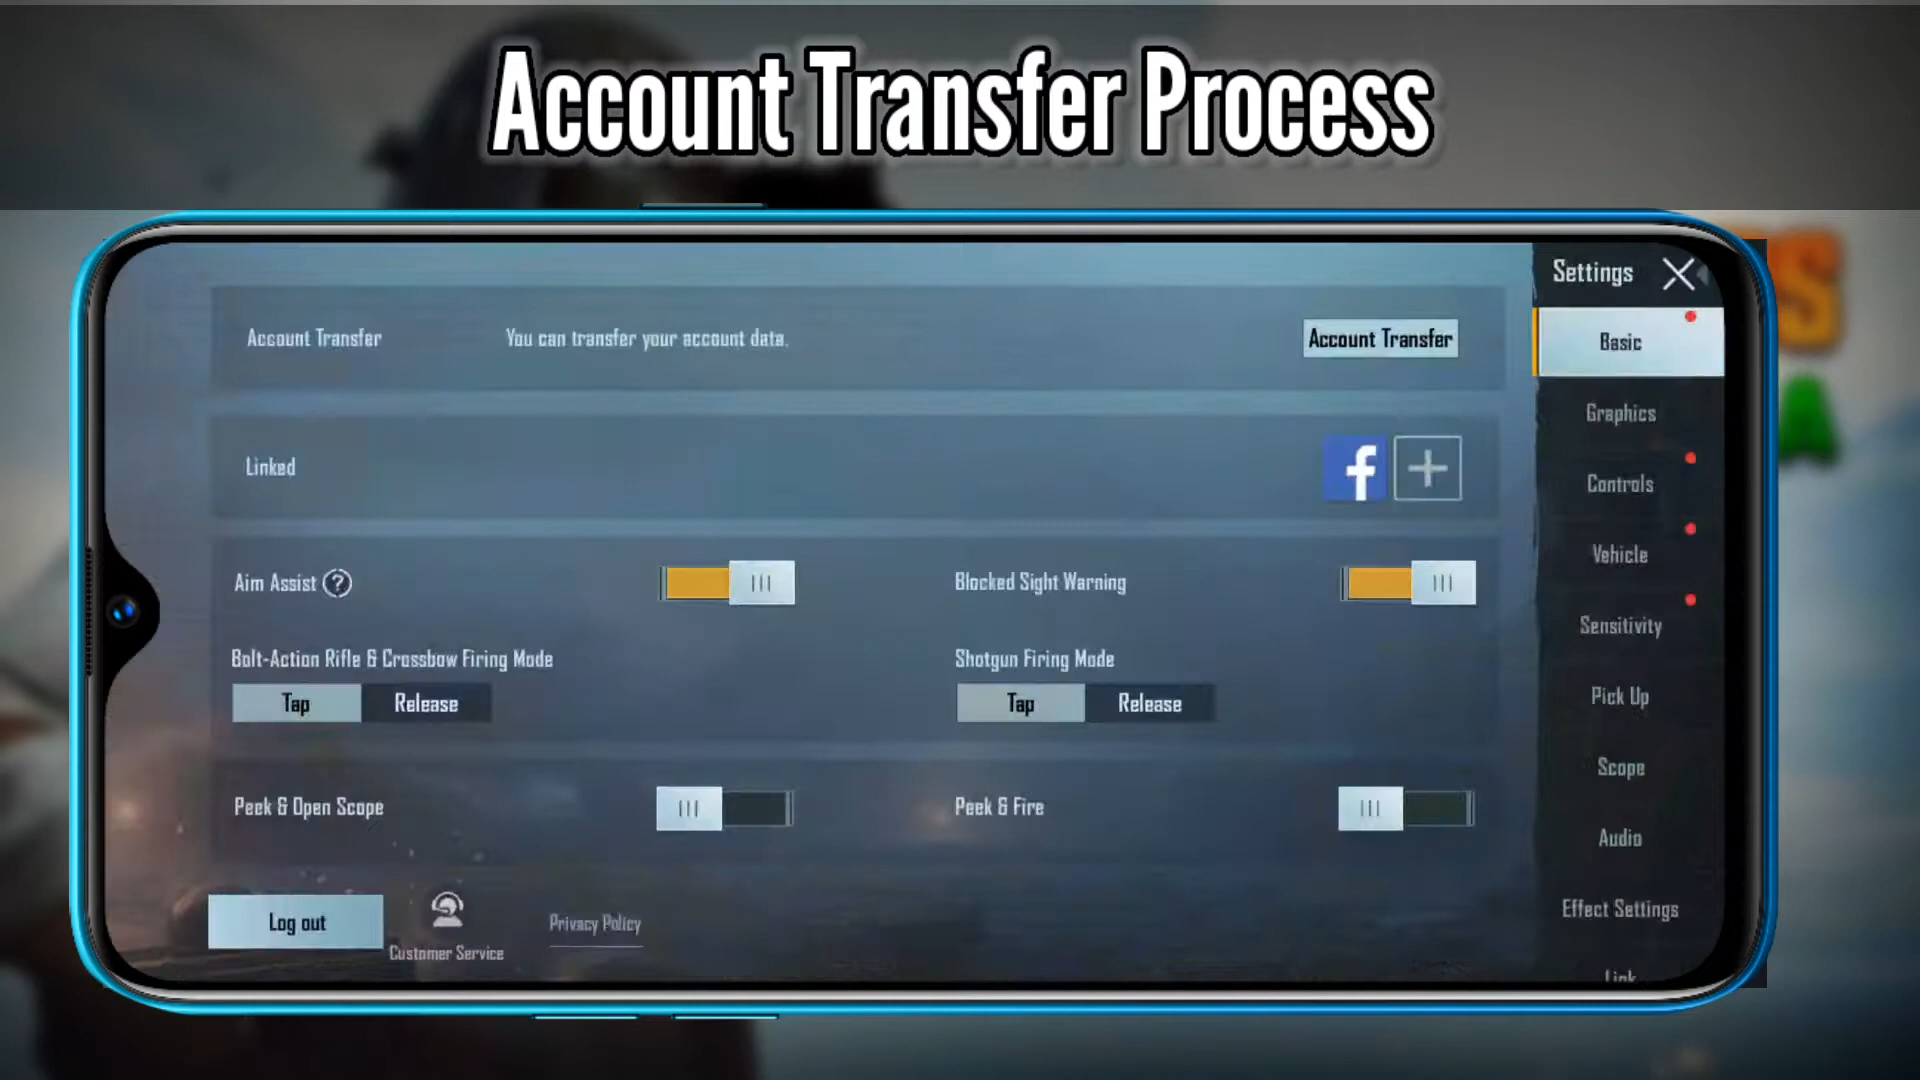 Account Transfer Process
Settings
Account Transfer
You can transfer your account data.
Account Transfer
Basic
Graphics
Linked
Controls
Aim Assist ?
Blocked Sight Warning
Vehicle
Sensitivity
Bolt-Action Rifle & Crossbow Firing Mode
Shotgun Firing Mode
Tap Release
Tap Release
Pick Up
Scope
Peek & Open Scope
Peek & Fire
Audio
Effect Settings
Log out
Customer Service
Privacy Policy
Link